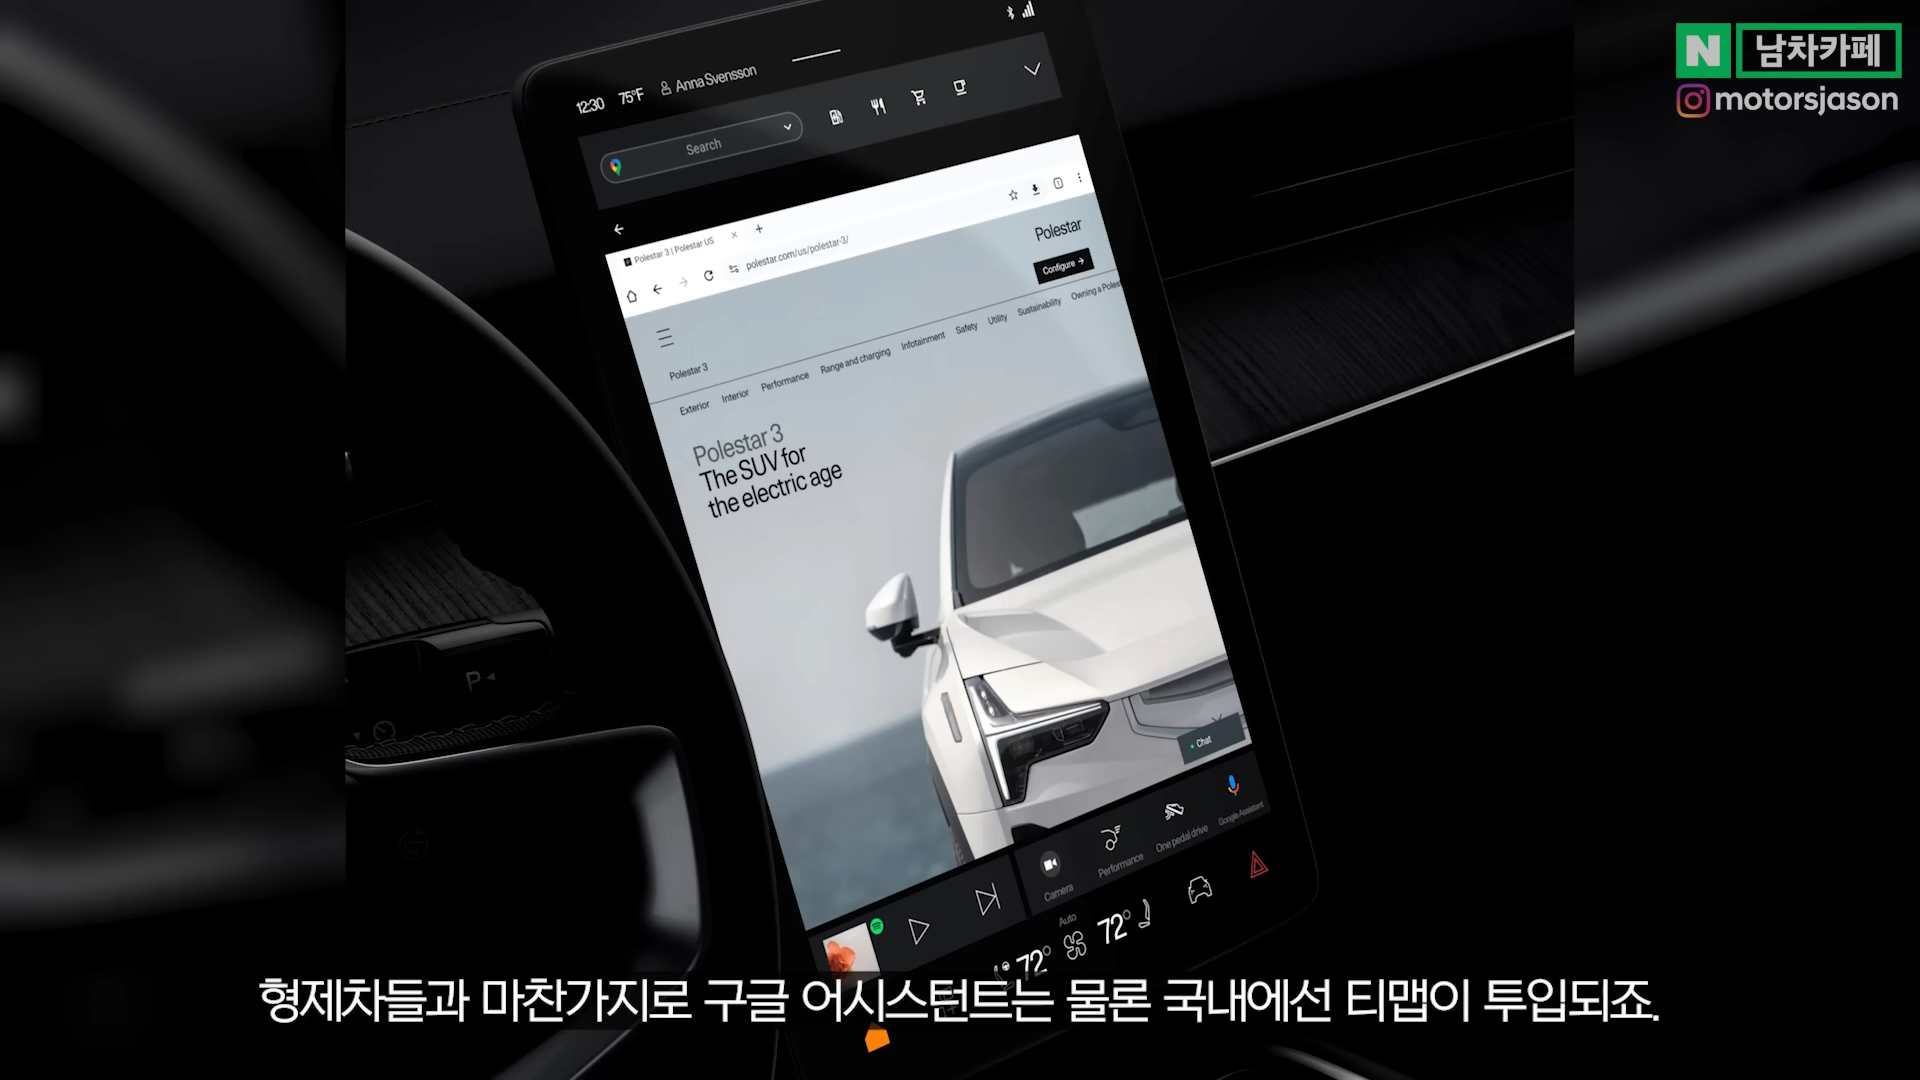 N 남차카페
motorsjason
12:30 75°F Anna Svensson
Search
Polestar 3 | Polestar US
polestar.com/us/polestar-3/
Polestar
Configure →
Polestar 3
Exterior Interior Performance Range and charging Infotainment Safety Utility Sustainability Owning a Poles
Polestar 3
The SUV for
the electric age
P
Chat
Camera Performance One pedal drive Google Assistant
Auto
72° 72°
형제차들과 마찬가지로 구글 어시스턴트는 물론 국내에선 티맵이 투입되죠.